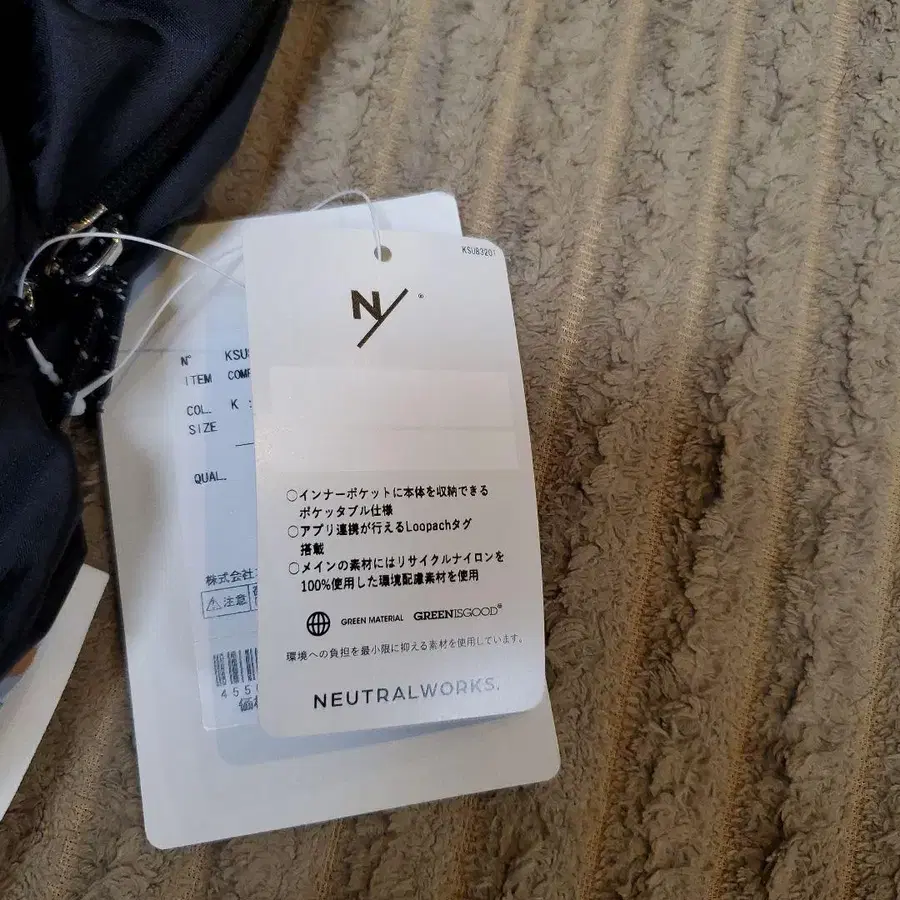 KSU83201
N/®
N° KSU
ITEM COM
COL. K :
SIZE
QUAL.
○インナーポケットに本体を収納できる
ポケッタブル仕様
○アプリ連携が行えるLoopachタグ
搭載
○メインの素材にはリサイクルナイロンを
100%使用した環境配慮素材を使用
株式会社
⚠注意
GREEN MATERIAL GREENISGOOD®
環境への負担を最小限に抑える素材を使用しています。
455
価
NEUTRALWORKS.